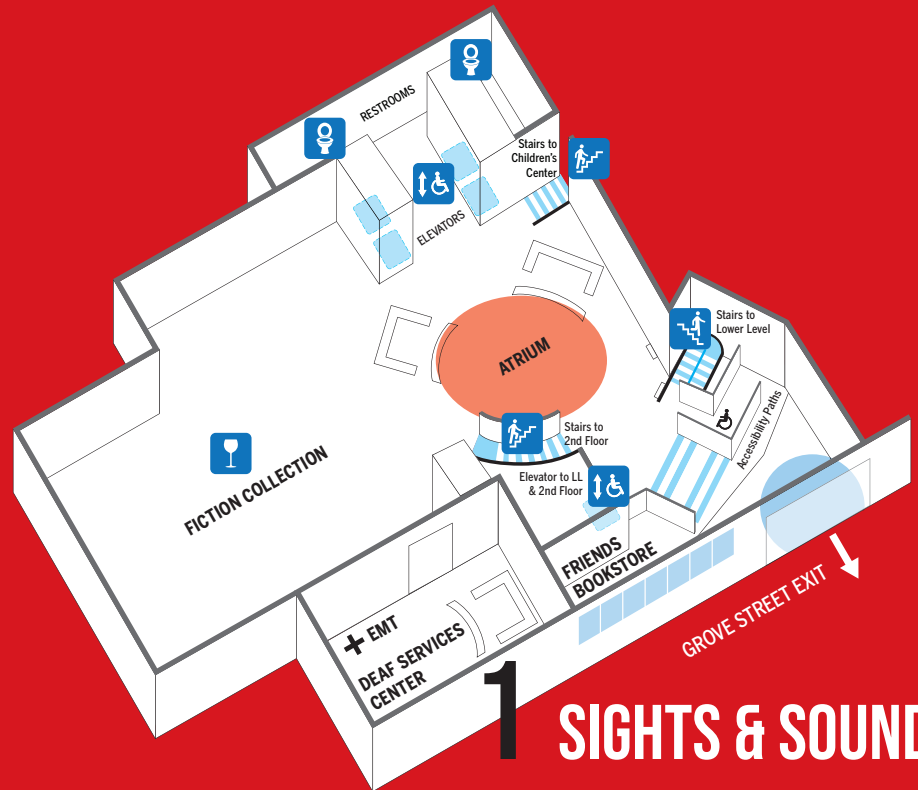 RESTROOMS
Stairs to
Children's
Center
ELEVATORS
Stairs to
Lower Level
ATRIUM
Accessibility Paths
Stairs to
2nd Floor
Elevator to LL
& 2nd Floor
FICTION COLLECTION
FRIENDS
BOOKSTORE
GROVE STREET EXIT
EMT
DEAF SERVICES
CENTER
1 SIGHTS & SOUND